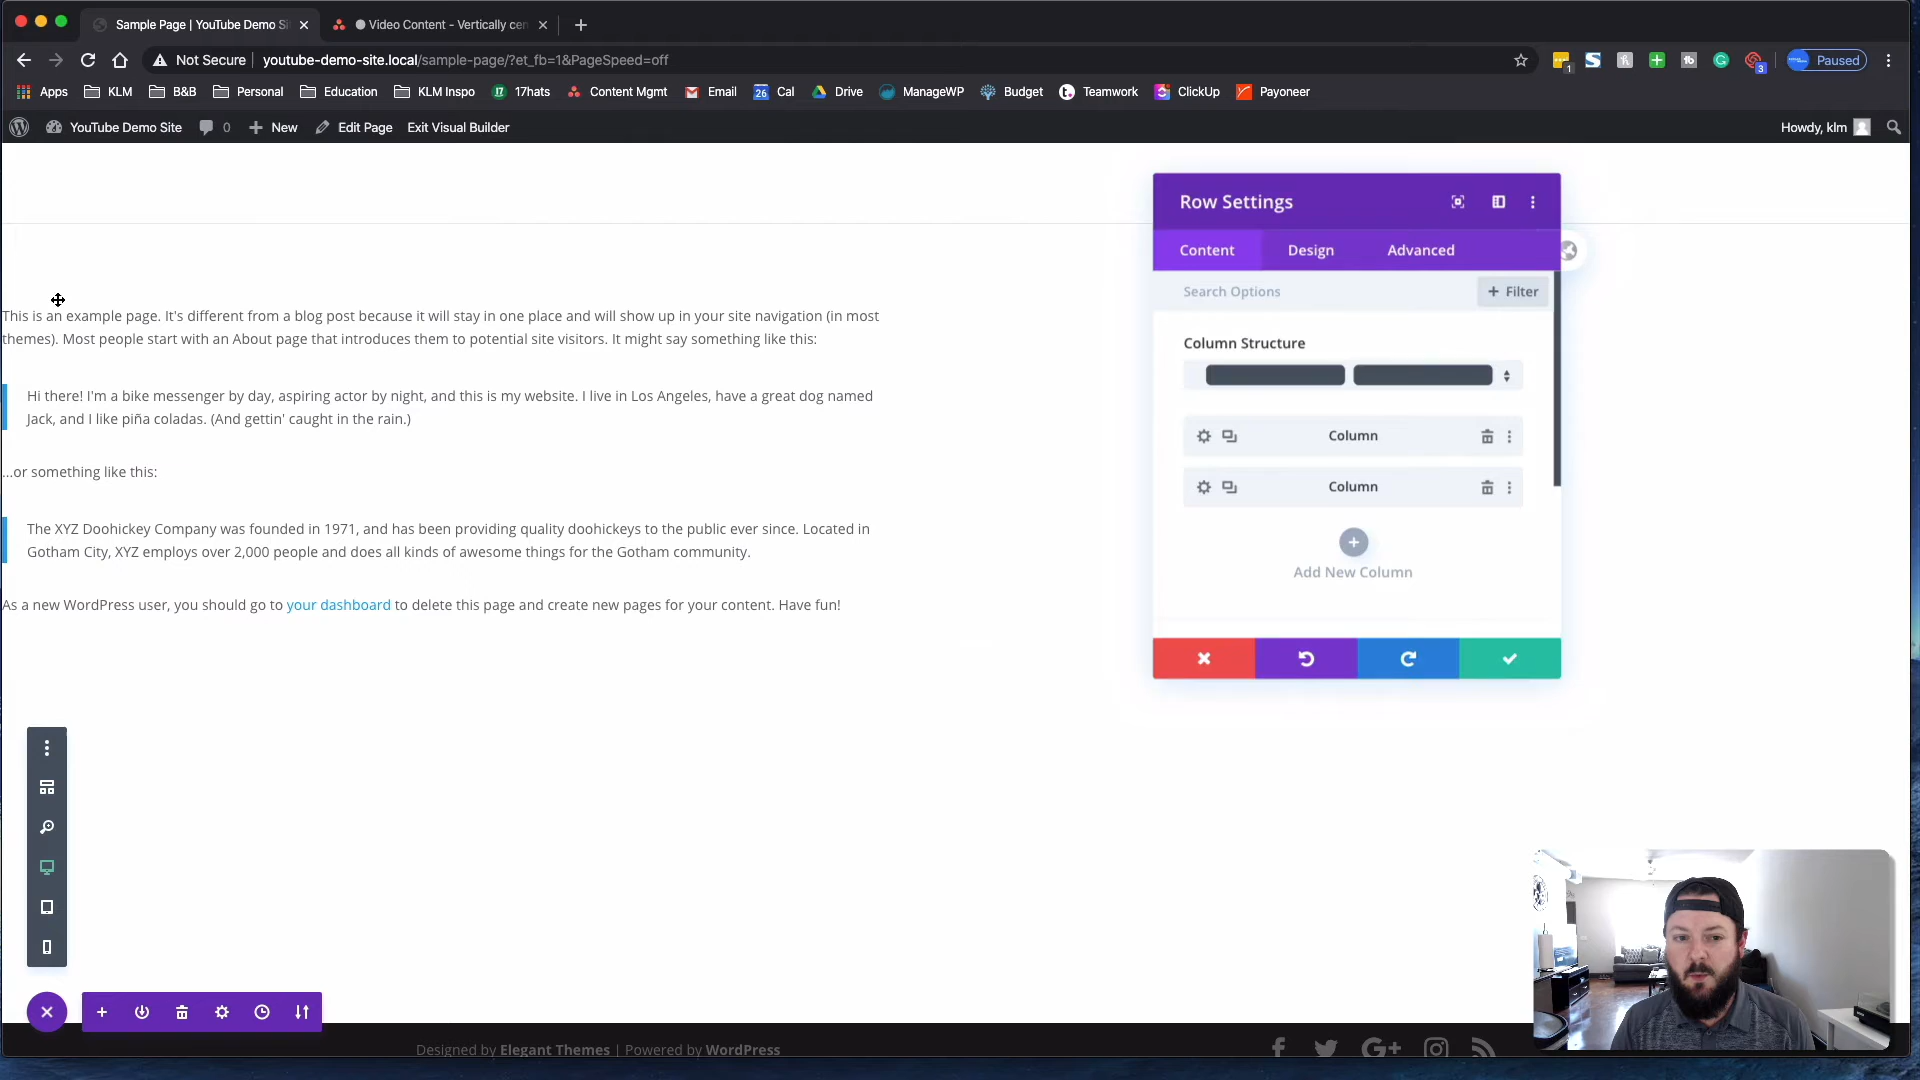 Sample Page | YouTube Demo Si
Video Content - Vertically cen
Not Secure
youtube-demo-site.local/sample-page/?et_fb=1&PageSpeed=off
1
3
Paused
Apps
KLM
B&B
Personal
Education
KLM Inspo
17
17hats
Content Mgmt
Email
26
Cal
Drive
ManageWP
Budget
t.
Teamwork
ClickUp
Payoneer
YouTube Demo Site
0
New
Edit Page
Exit Visual Builder
Howdy, klm
Row Settings
Content
Design
Advanced
Search Options
+ Filter
Column Structure
Column
Column
Add New Column
This is an example page. It's different from a blog post because it will stay in one place and will show up in your site navigation (in most
themes). Most people start with an About page that introduces them to potential site visitors. It might say something like this:
Hi there! I'm a bike messenger by day, aspiring actor by night, and this is my website. I live in Los Angeles, have a great dog named
Jack, and I like piña coladas. (And gettin' caught in the rain.)
...or something like this:
The XYZ Doohickey Company was founded in 1971, and has been providing quality doohickeys to the public ever since. Located in
Gotham City, XYZ employs over 2,000 people and does all kinds of awesome things for the Gotham community.
As a new WordPress user, you should go to your dashboard to delete this page and create new pages for your content. Have fun!
Designed by Elegant Themes | Powered by WordPress
G+